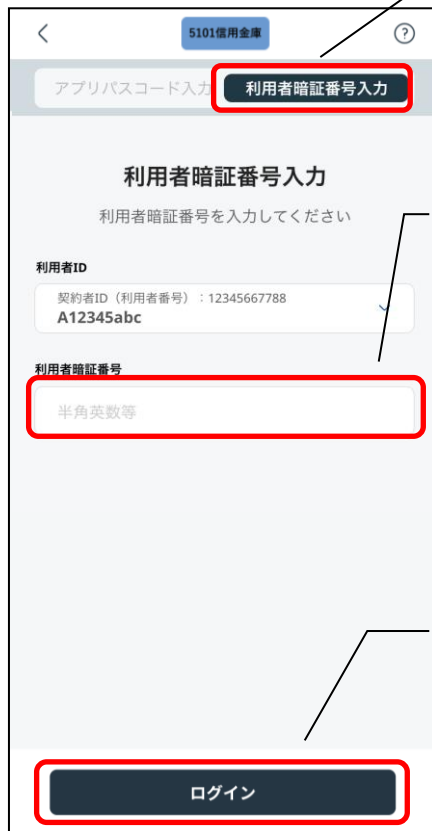 5101信用金庫
アプリパスコード入力 利用者暗証番号入力
利用者暗証番号入力
利用者暗証番号を入力してください
利用者ID
契約者ID（利用者番号）：12345667788
A12345abc
利用者暗証番号
半角英数等
ログイン